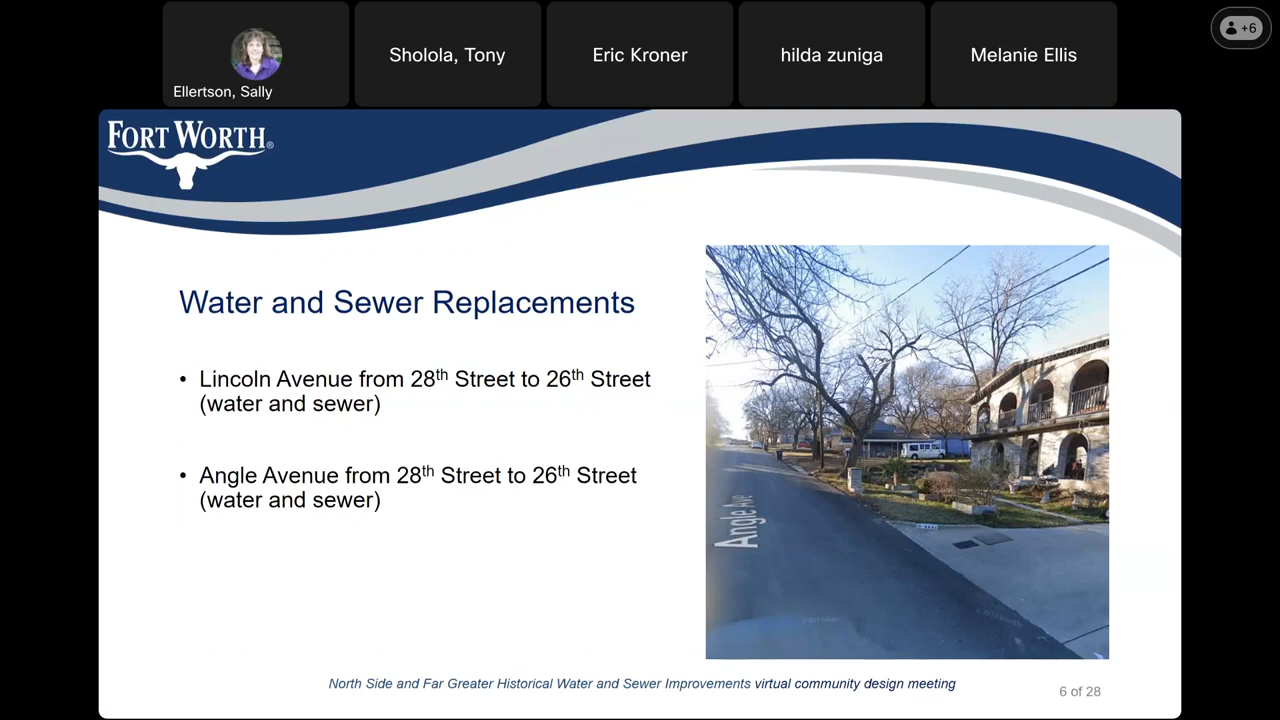 +6
Sholola, Tony
Eric Kroner
hilda zuniga
Melanie Ellis
Ellertson, Sally
FORT WORTH®
Water and Sewer Replacements
• Lincoln Avenue from 28th Street to 26th Street
(water and sewer)
• Angle Avenue from 28th Street to 26th Street
(water and sewer)
Angle Ave
North Side and Far Greater Historical Water and Sewer Improvements virtual community design meeting
6 of 28